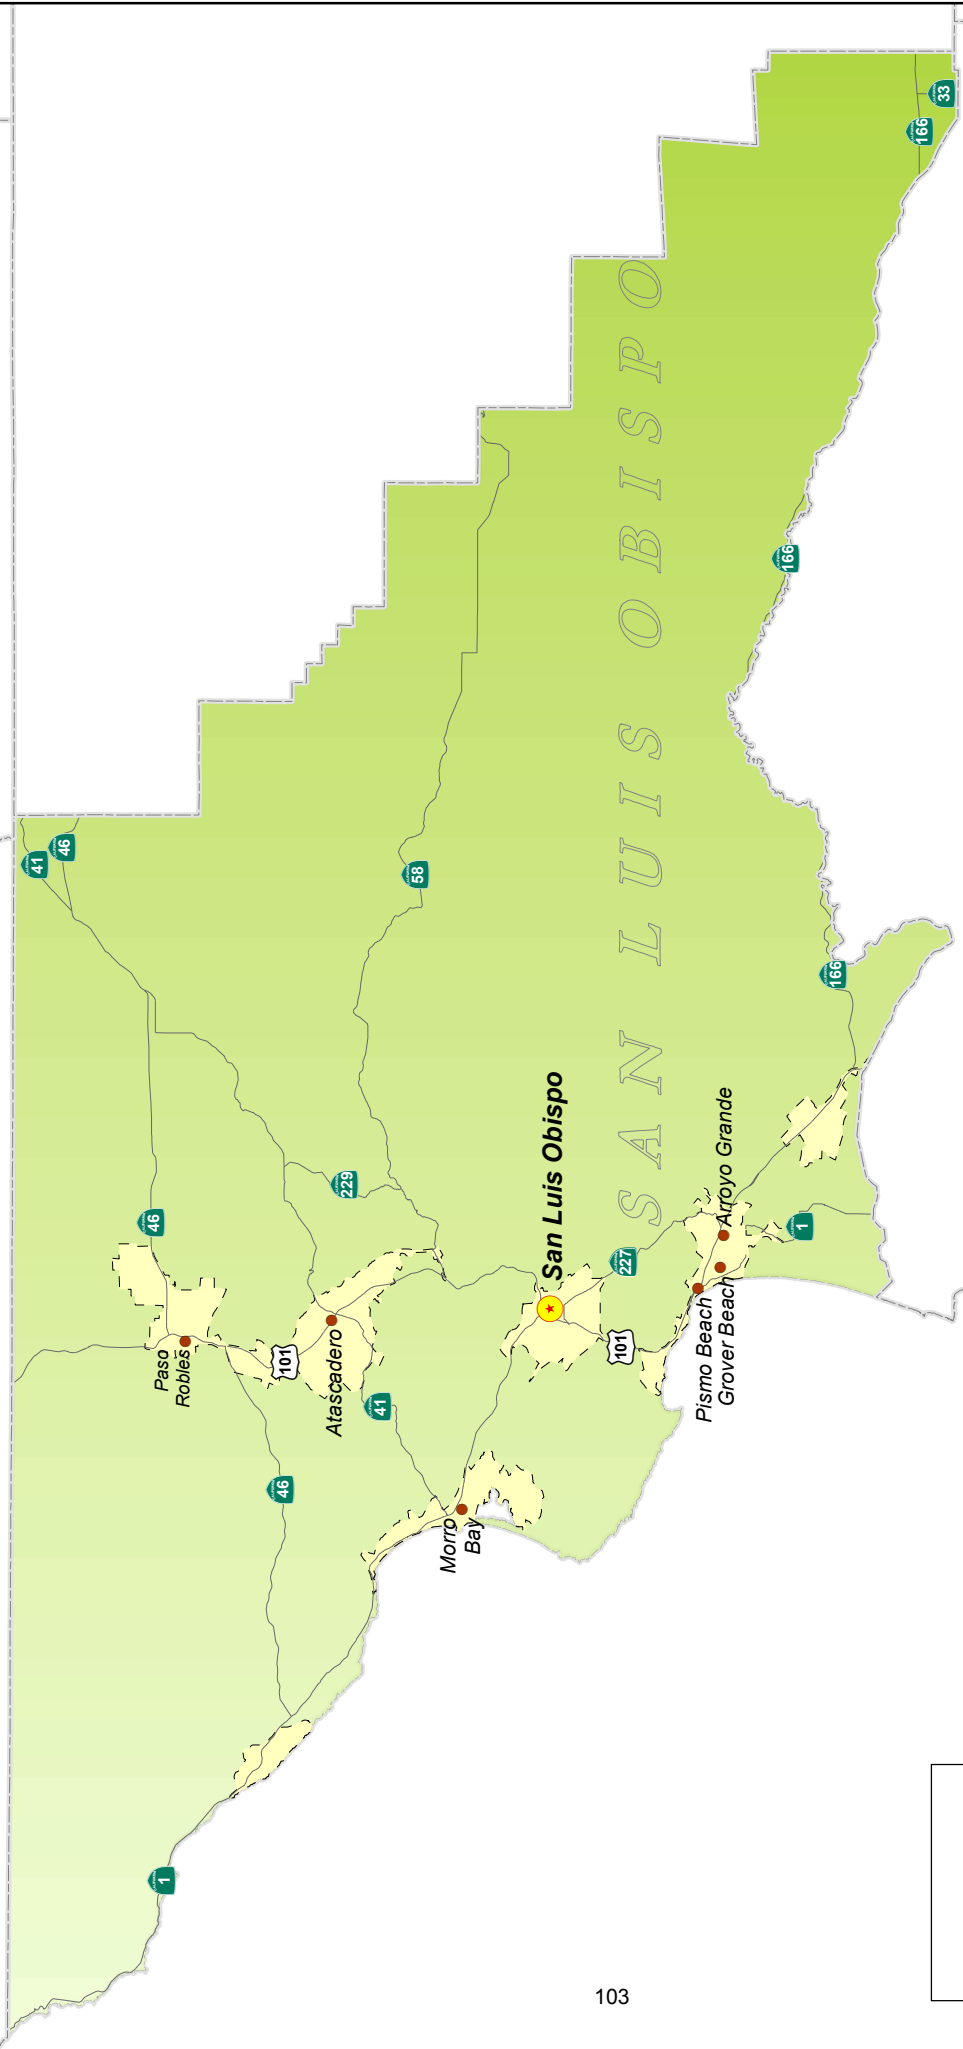 41
46
46
Paso
Robles
101
Atascadero
41
46
229
58
Morro
Bay
1
San Luis Obispo
SAN LUIS OBISPO
227
101
Pismo Beach
Grover Beach
Arroyo Grande
1
166
166
166
33
103